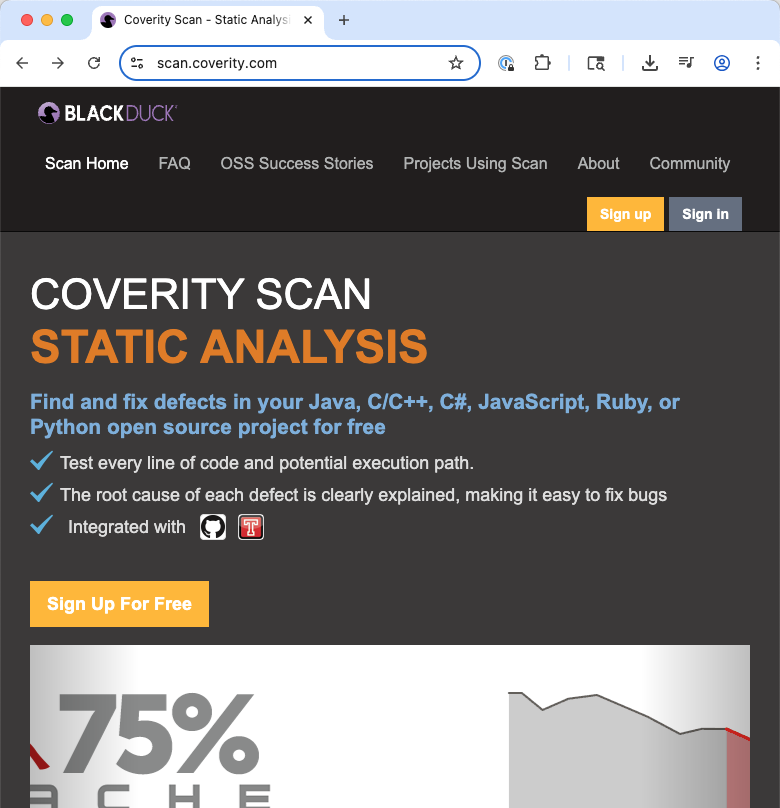 Coverity Scan - Static Analysis
scan.coverity.com
BLACKDUCK
Scan Home FAQ OSS Success Stories Projects Using Scan About Community
Sign up Sign in
COVERITY SCAN
STATIC ANALYSIS
Find and fix defects in your Java, C/C++, C#, JavaScript, Ruby, or
Python open source project for free
Test every line of code and potential execution path.
The root cause of each defect is clearly explained, making it easy to fix bugs
Integrated with
Sign Up For Free
75%
ACHE